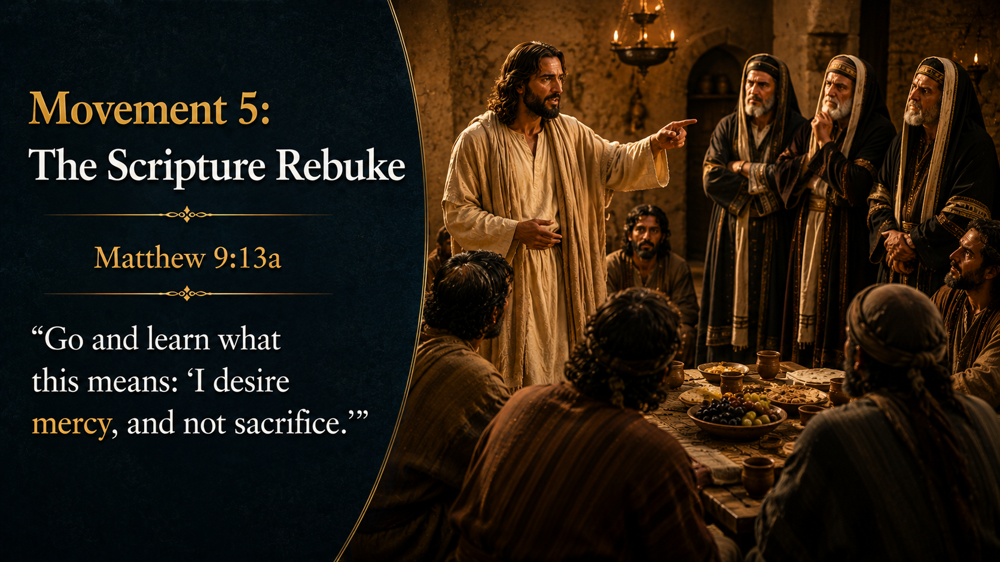 Movement 5:
The Scripture Rebuke
Matthew 9:13a
“Go and learn what
this means: ‘I desire
mercy, and not sacrifice.’”